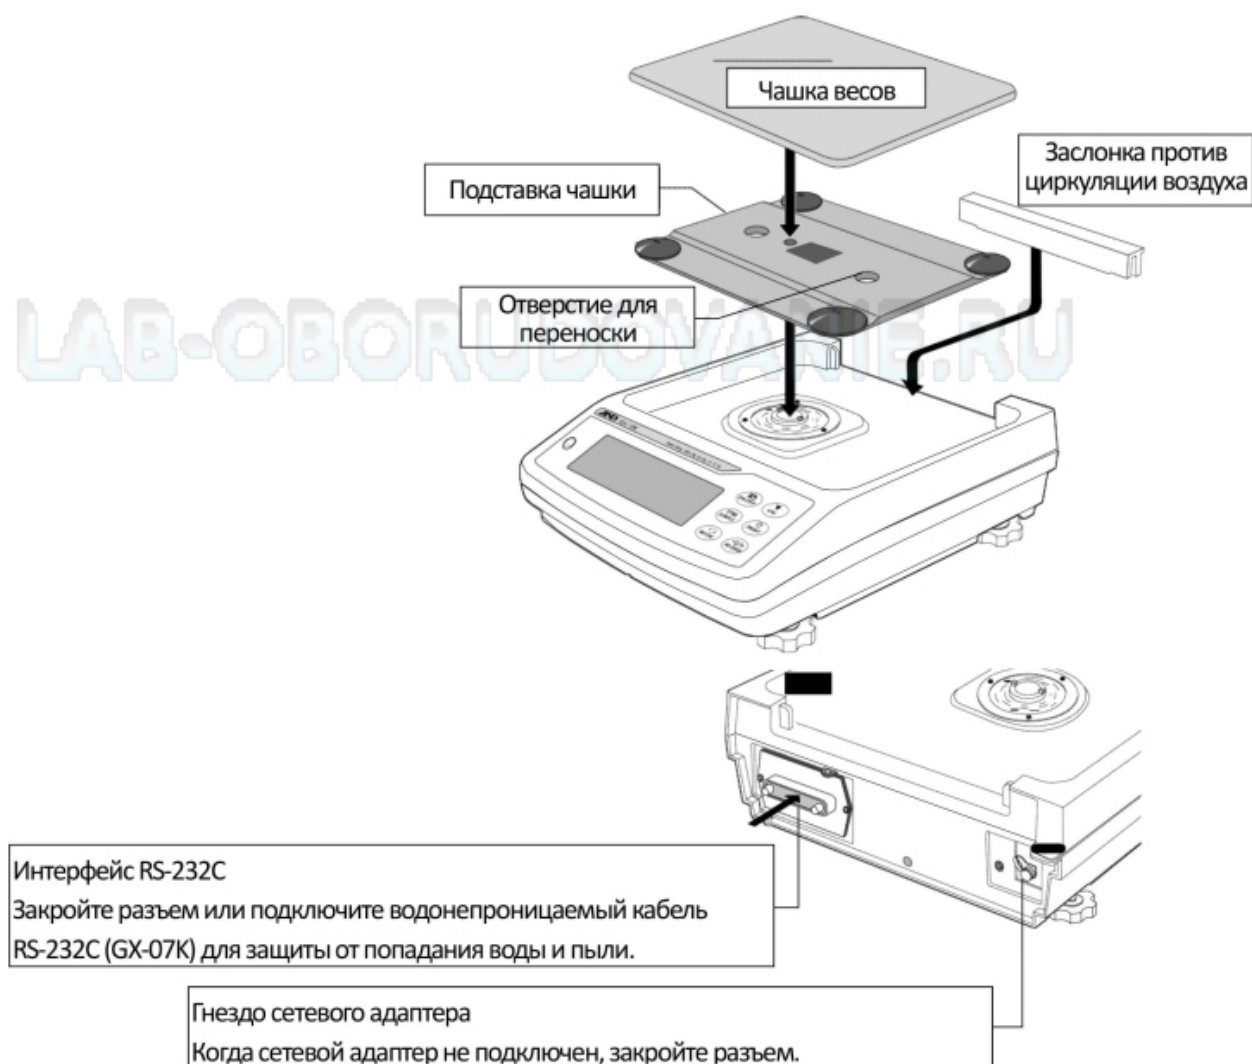 Чашка весов
Заслонка против
циркуляции воздуха
Подставка чашки
Отверстие для
переноски
LAB-OBORUDOVANIE.RU
AND
Интерфейс RS-232C
Закройте разъем или подключите водонепроницаемый кабель
RS-232C (GX-07K) для защиты от попадания воды и пыли.
Гнездо сетевого адаптера
Когда сетевой адаптер не подключен, закройте разъем.